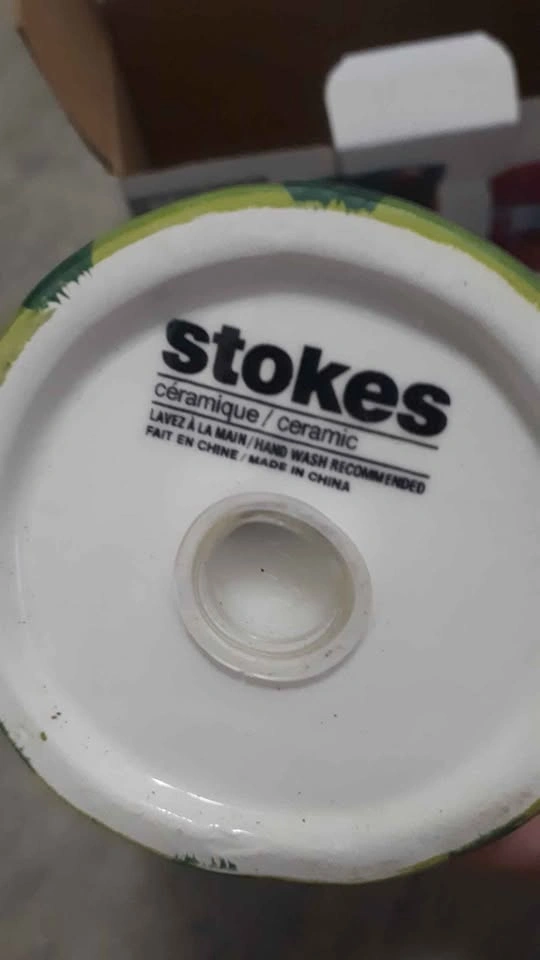 stokes
céramique / ceramic
LAVEZ À LA MAIN / HAND WASH RECOMMENDED
FAIT EN CHINE / MADE IN CHINA